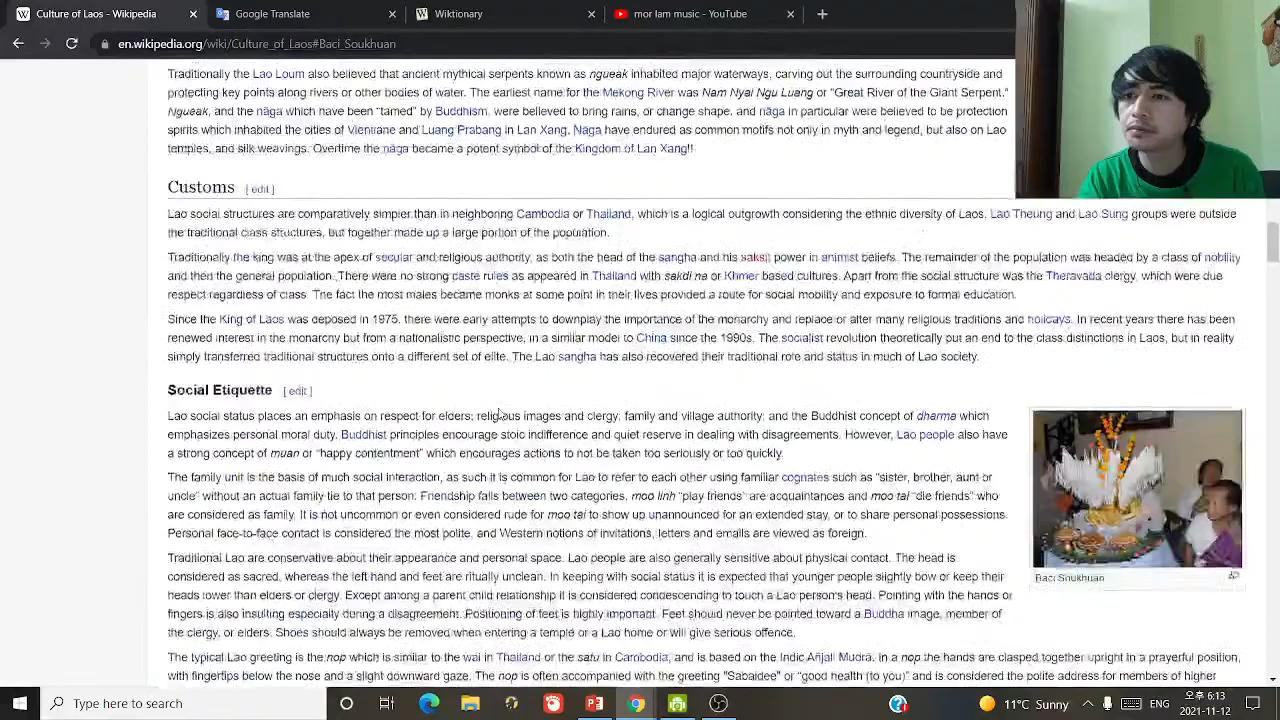 Culture of Laos - Wikipedia
Google Translate
Wiktionary
mor lam music - YouTube
en.wikipedia.org/wiki/Culture_of_Laos#Baci_Soukhuan
Traditionally the Lao Loum also believed that ancient mythical serpents known as ngueak inhabited major waterways, carving out the surrounding countryside and
protecting key points along rivers or other bodies of water. The earliest name for the Mekong River was Nam Nyai Ngu Luang or “Great River of the Giant Serpent.”
Ngueak, and the nāga which have been “tamed” by Buddhism, were believed to bring rains, or change shape, and nāga in particular were believed to be protection
spirits which inhabited the cities of Vientiane and Luang Prabang in Lan Xang. Naga have endured as common motifs not only in myth and legend, but also on Lao
temples, and silk weavings. Overtime the nāga became a potent symbol of the Kingdom of Lan Xang!!
Customs [ edit ]
Lao social structures are comparatively simpler than in neighboring Cambodia or Thailand, which is a logical outgrowth considering the ethnic diversity of Laos. Lao Theung and Lao Sung groups were outside
the traditional class structures, but together made up a large portion of the population.
Traditionally the king was at the apex of secular and religious authority, as both the head of the sangha and his saksit power in animist beliefs. The remainder of the population was headed by a class of nobility
and then the general population. There were no strong caste rules as appeared in Thailand with sakdi na or Khmer based cultures. Apart from the social structure was the Theravada clergy, which were due
respect regardless of class. The fact the most males became monks at some point in their lives provided a route for social mobility and exposure to formal education.
Since the King of Laos was deposed in 1975, there were early attempts to downplay the importance of the monarchy and replace or alter many religious traditions and holidays. In recent years there has been
renewed interest in the monarchy but from a nationalistic perspective, in a similar model to China since the 1990s. The socialist revolution theoretically put an end to the class distinctions in Laos, but in reality
simply transferred traditional structures onto a different set of elite. The Lao sangha has also recovered their traditional role and status in much of Lao society.
Social Etiquette [ edit ]
Lao social status places an emphasis on respect for elders; religious images and clergy; family and village authority; and the Buddhist concept of dharma which
emphasizes personal moral duty. Buddhist principles encourage stoic indifference and quiet reserve in dealing with disagreements. However, Lao people also have
a strong concept of muan or “happy contentment” which encourages actions to not be taken too seriously or too quickly.
The family unit is the basis of much social interaction, as such it is common for Lao to refer to each other using familiar cognates such as “sister, brother, aunt or
uncle” without an actual family tie to that person. Friendship falls between two categories, moo linh “play friends” are acquaintances and moo tai “die friends” who
are considered as family. It is not uncommon or even considered rude for moo tai to show up unannounced for an extended stay, or to share personal possessions.
Personal face-to-face contact is considered the most polite, and Western notions of invitations, letters and emails are viewed as foreign.
Traditional Lao are conservative about their appearance and personal space. Lao people are also generally sensitive about physical contact. The head is
considered as sacred, whereas the left hand and feet are ritually unclean. In keeping with social status it is expected that younger people slightly bow or keep their
heads lower than elders or clergy. Except among a parent child relationship it is considered condescending to touch a Lao person's head. Pointing with the hands or
fingers is also insulting especially during a disagreement. Positioning of feet is highly important. Feet should never be pointed toward a Buddha image, member of
the clergy, or elders. Shoes should always be removed when entering a temple or a Lao home or will give serious offence.
Baci Soukhuan
The typical Lao greeting is the nop which is similar to the wai in Thailand or the satu in Cambodia, and is based on the Indic Añjali Mudrā. In a nop the hands are clasped together upright in a prayerful position,
with fingertips below the nose and a slight downward gaze. The nop is often accompanied with the greeting “Sabaidee” or “good health (to you)” and is considered the polite address for members of higher
Type here to search
11°C Sunny
오후 6:13
2021-11-12